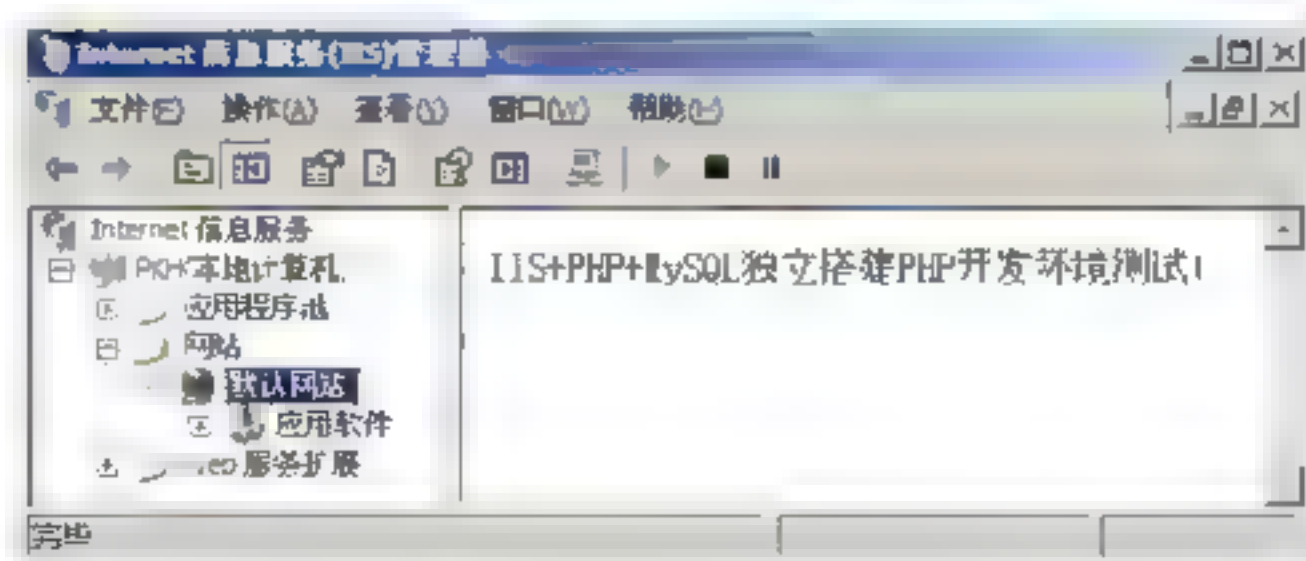 Internet 信息服务(IIS)管理器
文件(F) 操作(A) 查看(V) 窗口(W) 帮助(H)
Internet 信息服务
本地计算机
应用程序池
网站
默认网站
应用软件
服务扩展
IIS+PHP+MySQL独立搭建PHP开发环境测试!
完毕